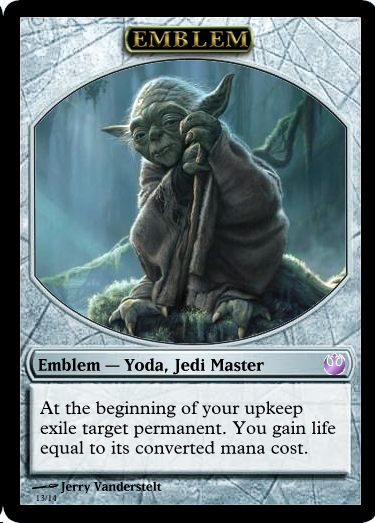 EMBLEM
Emblem — Yoda, Jedi Master
At the beginning of your upkeep
exile target permanent. You gain life
equal to its converted mana cost.
Jerry Vanderstelt
13/14